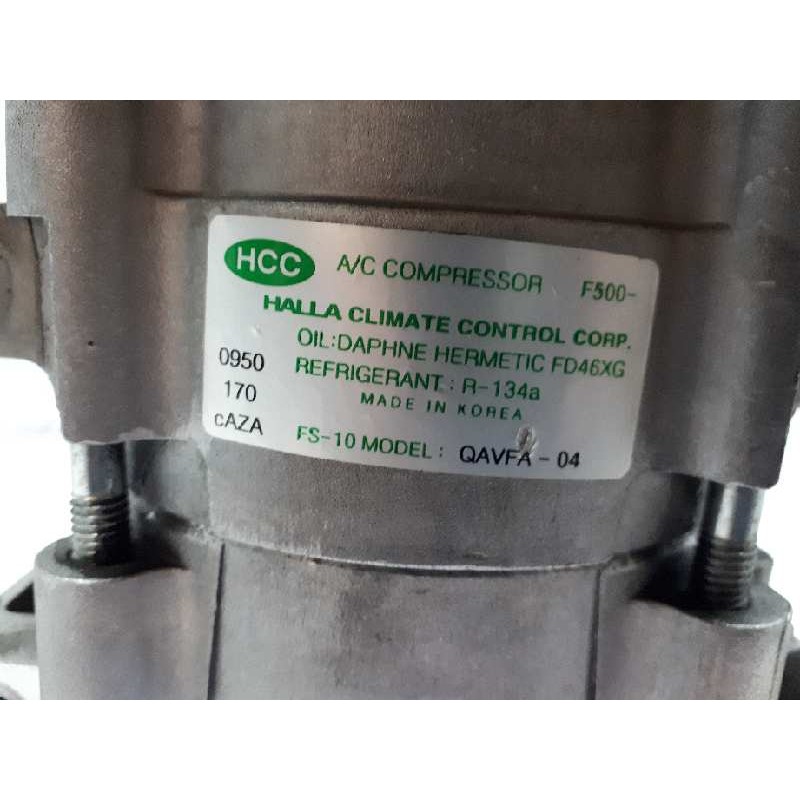 HCC A/C COMPRESSOR F500-
HALLA CLIMATE CONTROL CORP.
OIL:DAPHNE HERMETIC FD46XG
0950 REFRIGERANT : R-134a
170 MADE IN KOREA
cAZA FS-10 MODEL : QAVFA - 04